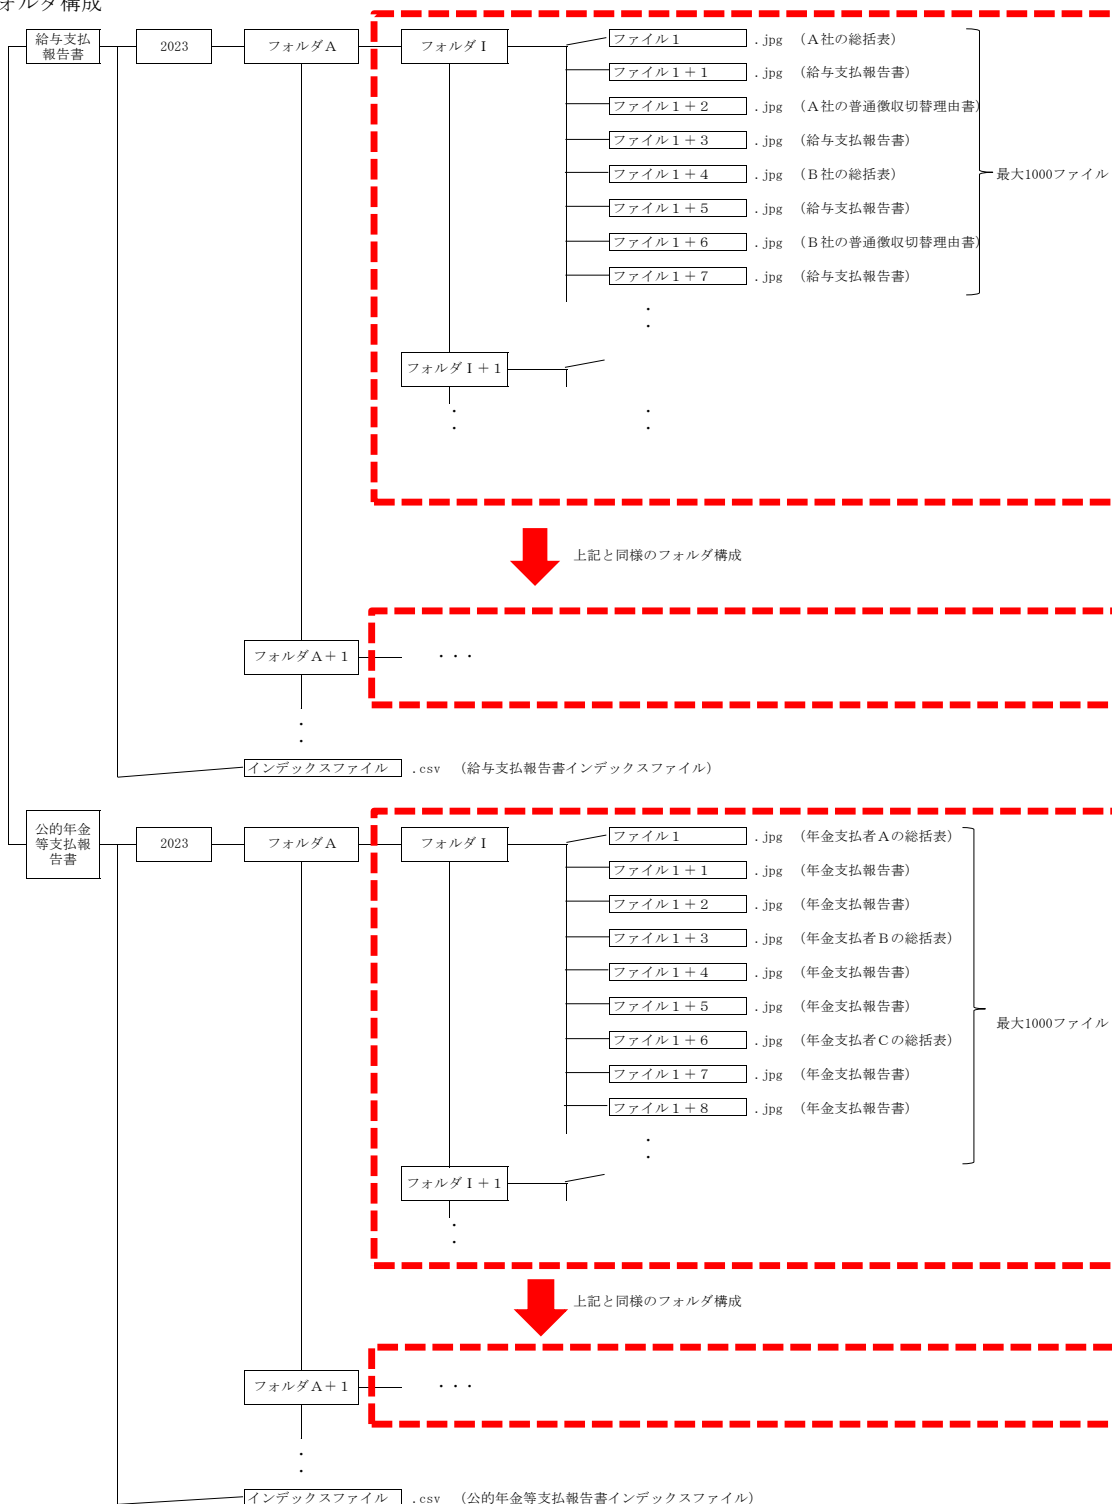 ォルダ構成
給与支払
報告書
2023
フォルダＡ
フォルダⅠ
ファイル１ .jpg （Ａ社の総括表）
ファイル１＋１ .jpg （給与支払報告書）
ファイル１＋２ .jpg （Ａ社の普通徴収切替理由書）
ファイル１＋３ .jpg （給与支払報告書）
ファイル１＋４ .jpg （Ｂ社の総括表）
ファイル１＋５ .jpg （給与支払報告書）
ファイル１＋６ .jpg （Ｂ社の普通徴収切替理由書）
ファイル１＋７ .jpg （給与支払報告書）
最大1000ファイル
：
フォルダⅠ＋１
：
：
上記と同様のフォルダ構成
フォルダＡ＋１
・・・
：
インデックスファイル .csv （給与支払報告書インデックスファイル）
公的年金
等支払報
告書
2023
フォルダＡ
フォルダⅠ
ファイル１ .jpg （年金支払者Ａの総括表）
ファイル１＋１ .jpg （年金支払報告書）
ファイル１＋２ .jpg （年金支払報告書）
ファイル１＋３ .jpg （年金支払者Ｂの総括表）
ファイル１＋４ .jpg （年金支払報告書）
ファイル１＋５ .jpg （年金支払報告書）
ファイル１＋６ .jpg （年金支払者Ｃの総括表）
ファイル１＋７ .jpg （年金支払報告書）
ファイル１＋８ .jpg （年金支払報告書）
最大1000ファイル
：
フォルダⅠ＋１
：
上記と同様のフォルダ構成
フォルダＡ＋１
・・・
：
インデックスファイル .csv （公的年金等支払報告書インデックスファイル）